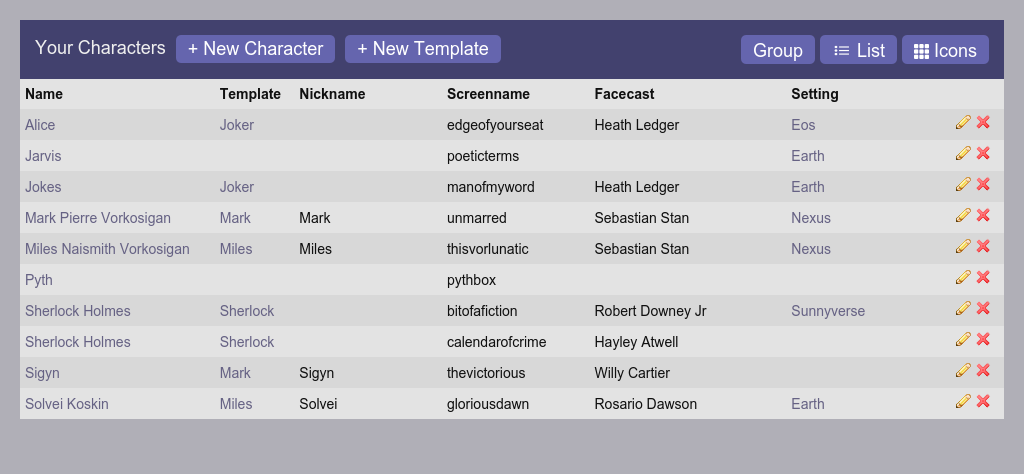 Your Characters + New Character + New Template Group List Icons
Name Template Nickname Screenname Facecast Setting
Alice Joker edgeofyourseat Heath Ledger Eos
Jarvis poeticterms Earth
Jokes Joker manofmyword Heath Ledger Earth
Mark Pierre Vorkosigan Mark Mark unmarred Sebastian Stan Nexus
Miles Naismith Vorkosigan Miles Miles thisvorlunatic Sebastian Stan Nexus
Pyth pythbox
Sherlock Holmes Sherlock bitofafiction Robert Downey Jr Sunnyverse
Sherlock Holmes Sherlock calendarofcrime Hayley Atwell
Sigyn Mark Sigyn thevictorious Willy Cartier
Solvei Koskin Miles Solvei gloriousdawn Rosario Dawson Earth